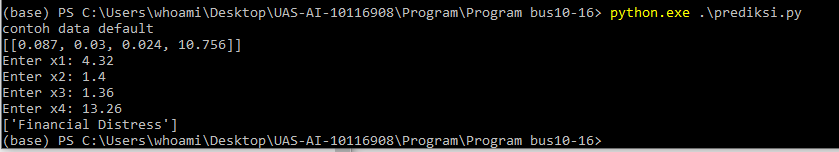 (base) PS C:\Users\whoami\Desktop\UAS-AI-10116908\Program\Program bus10-16> python.exe .\prediksi.py
contoh data default
[[0.087, 0.03, 0.024, 10.756]]
Enter x1: 4.32
Enter x2: 1.4
Enter x3: 1.36
Enter x4: 13.26
['Financial Distress']
(base) PS C:\Users\whoami\Desktop\UAS-AI-10116908\Program\Program bus10-16>